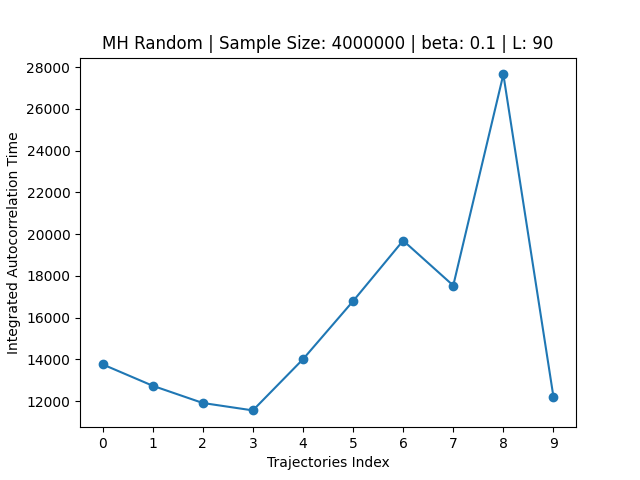 MH Random | Sample Size: 4000000 | beta: 0.1 | L: 90
28000
26000
24000
22000
20000
18000
16000
14000
12000
Integrated Autocorrelation Time
0 1 2 3 4 5 6 7 8 9
Trajectories Index